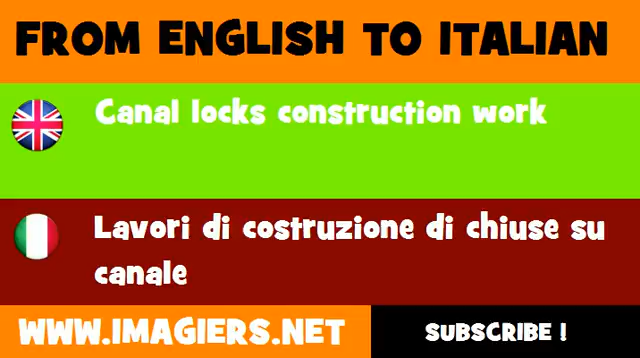 FROM ENGLISH TO ITALIAN
Canal locks construction work
Lavori di costruzione di chiuse su
canale
WWW.IMAGIERS.NET
SUBSCRIBE !